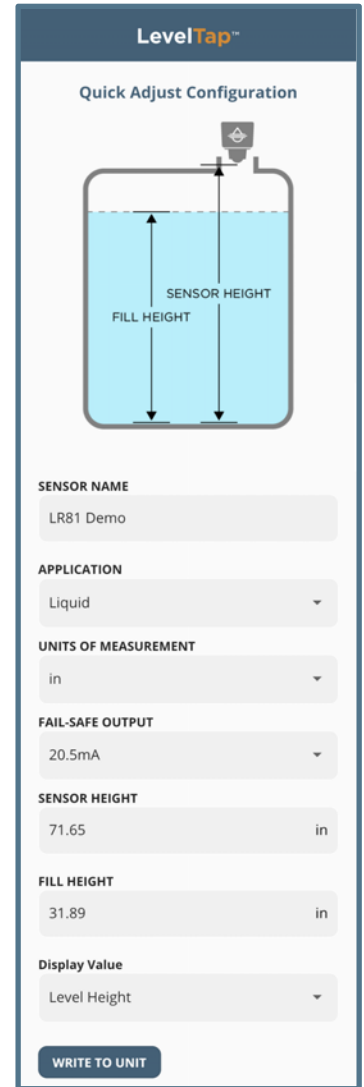 LevelTap™
Quick Adjust Configuration
SENSOR HEIGHT
FILL HEIGHT
SENSOR NAME
LR81 Demo
APPLICATION
Liquid
UNITS OF MEASUREMENT
in
FAIL-SAFE OUTPUT
20.5mA
SENSOR HEIGHT
71.65 in
FILL HEIGHT
31.89 in
Display Value
Level Height
WRITE TO UNIT